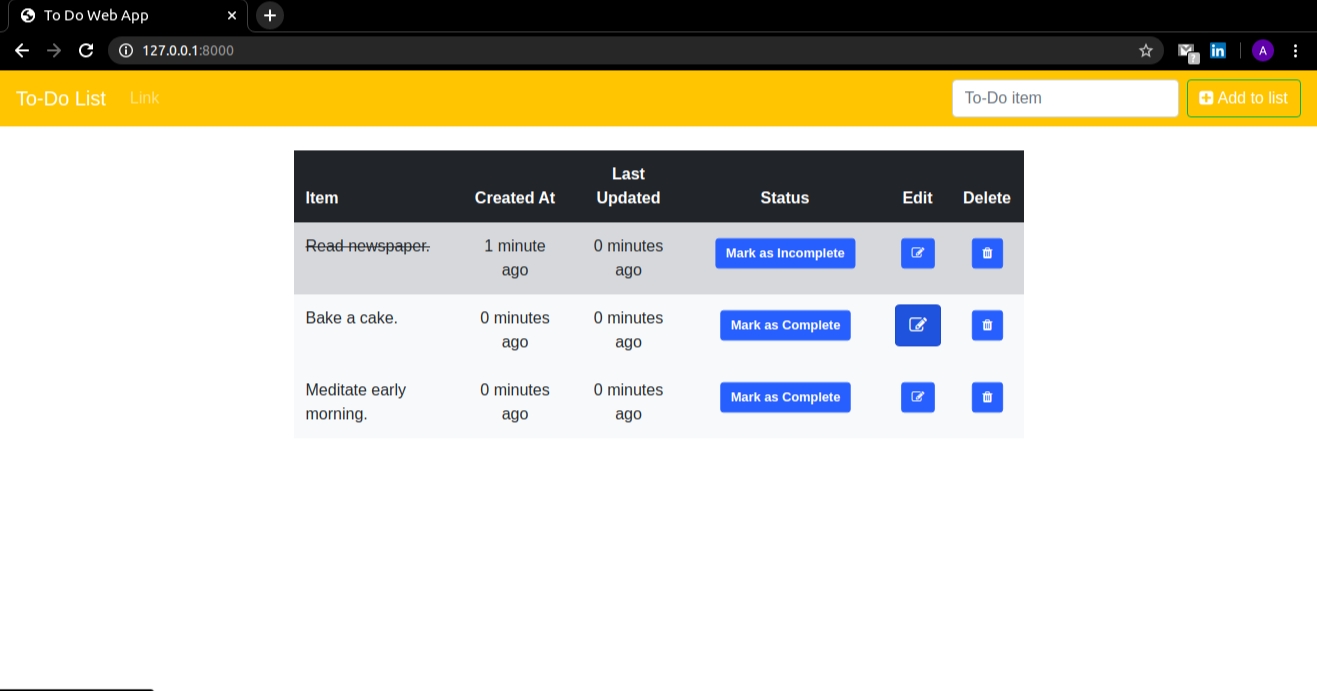 To Do Web App
127.0.0.1:8000
A
To-Do List Link To-Do item Add to list
Item Created At Last Updated Status Edit Delete
Read newspaper. 1 minute ago 0 minutes ago Mark as Incomplete
Bake a cake. 0 minutes ago 0 minutes ago Mark as Complete
Meditate early morning. 0 minutes ago 0 minutes ago Mark as Complete